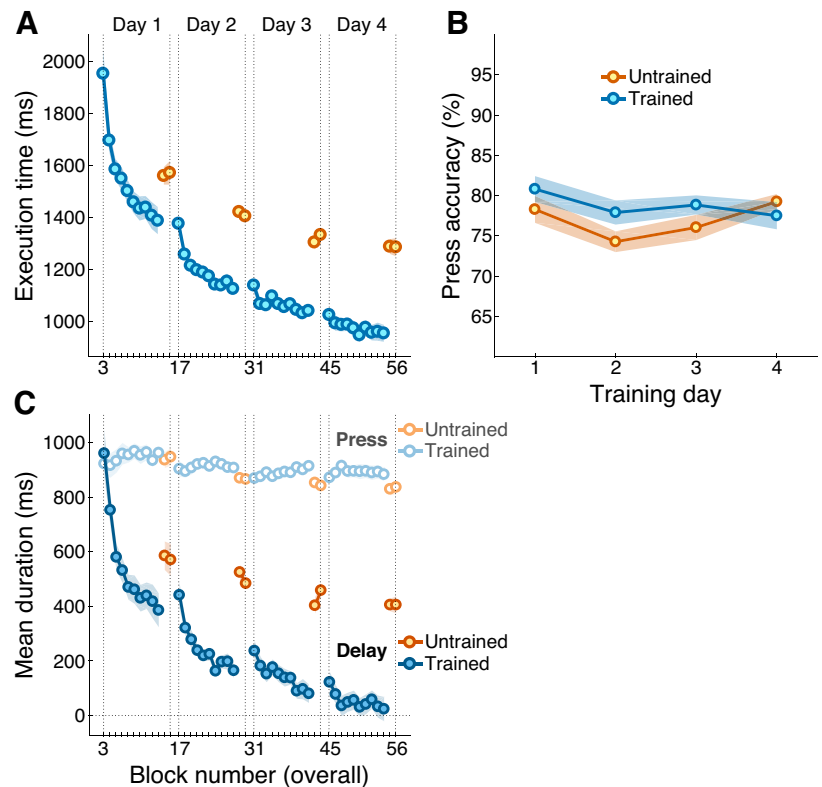 A
Day 1 Day 2 Day 3 Day 4
Execution time (ms)
2000
1800
1600
1400
1200
1000
3 17 31 45 56
B
Press accuracy (%)
95
90
85
80
75
70
65
Untrained
Trained
1 2 3 4
Training day
C
Mean duration (ms)
1000
800
600
400
200
0
Press
Untrained
Trained
Delay
Untrained
Trained
3 17 31 45 56
Block number (overall)